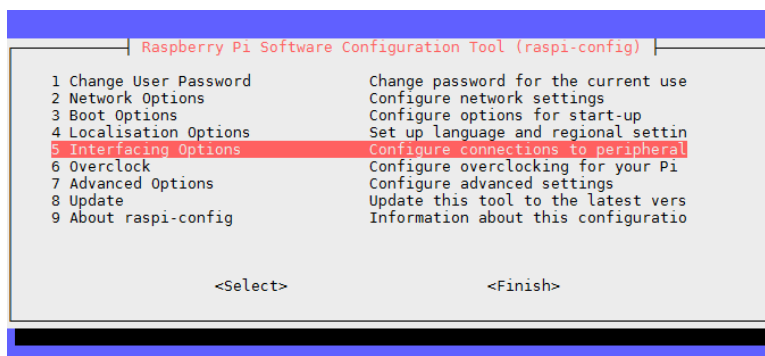 Raspberry Pi Software Configuration Tool (raspi-config)
1 Change User Password Change password for the current use
2 Network Options Configure network settings
3 Boot Options Configure options for start-up
4 Localisation Options Set up language and regional settin
5 Interfacing Options Configure connections to peripheral
6 Overclock Configure overclocking for your Pi
7 Advanced Options Configure advanced settings
8 Update Update this tool to the latest vers
9 About raspi-config Information about this configuratio
<Select> <Finish>